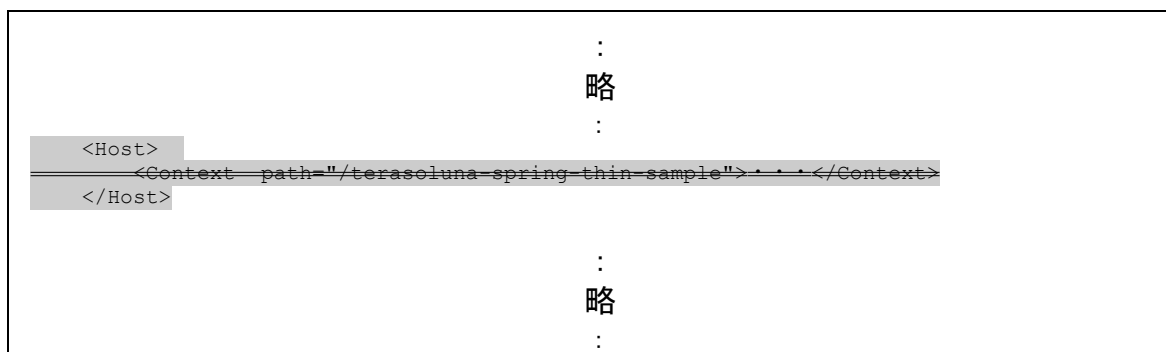 :
略
:
<Host>
<Context path="/terasoluna-spring-thin-sample">・・・</Context>
</Host>
:
略
: